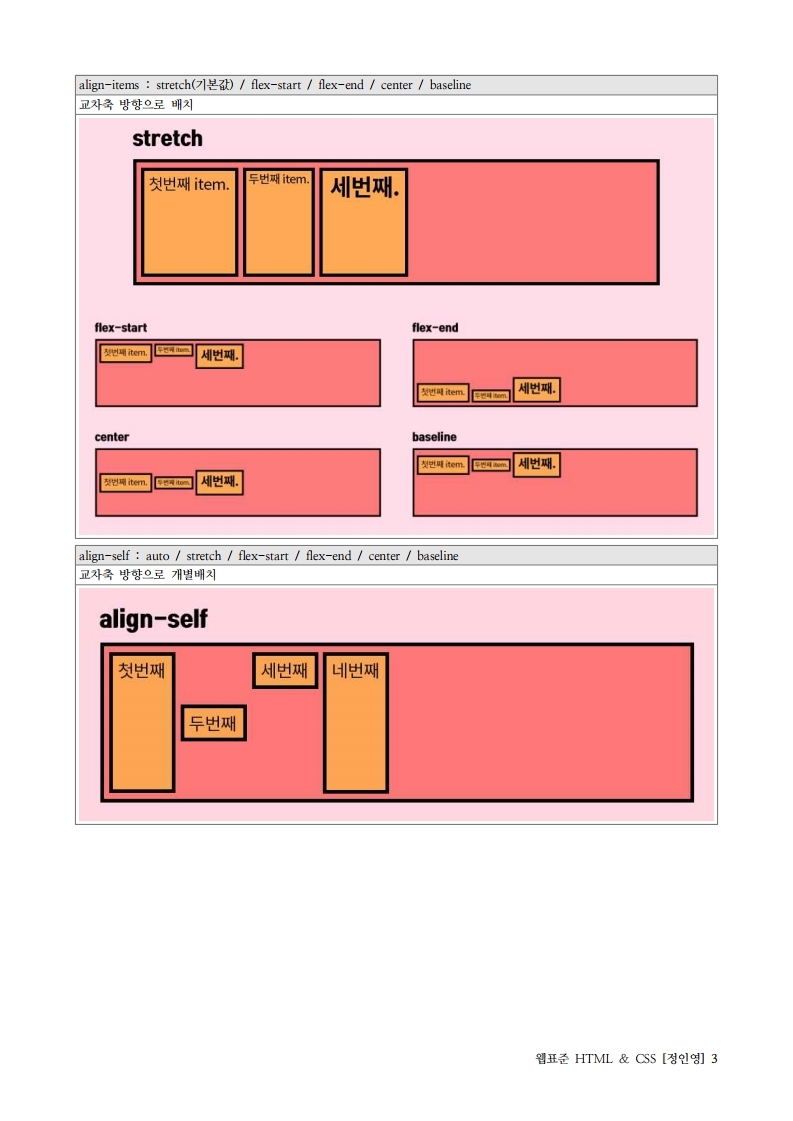 align-items : stretch(기본값) / flex-start / flex-end / center / baseline
교차축 방향으로 배치
stretch
첫번째 item. 두번째 item. 세번째.
flex-start
첫번째 item. 두번째 item. 세번째.
flex-end
첫번째 item. 두번째 item. 세번째.
center
첫번째 item. 두번째 item. 세번째.
baseline
첫번째 item. 두번째 item. 세번째.
align-self : auto / stretch / flex-start / flex-end / center / baseline
교차축 방향으로 개별배치
align-self
첫번째 두번째 세번째 네번째
웹표준 HTML & CSS [정인영] 3